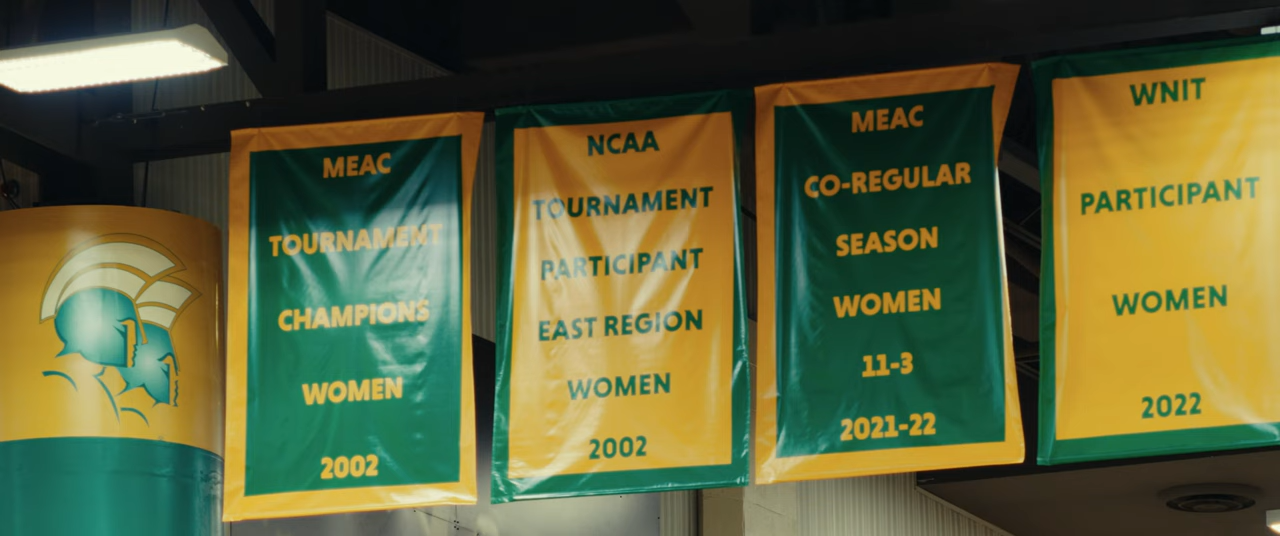 MEAC
TOURNAMENT
CHAMPIONS
WOMEN
2002
NCAA
TOURNAMENT
PARTICIPANT
EAST REGION
WOMEN
2002
MEAC
CO-REGULAR
SEASON
WOMEN
11-3
2021-22
WNIT
PARTICIPANT
WOMEN
2022